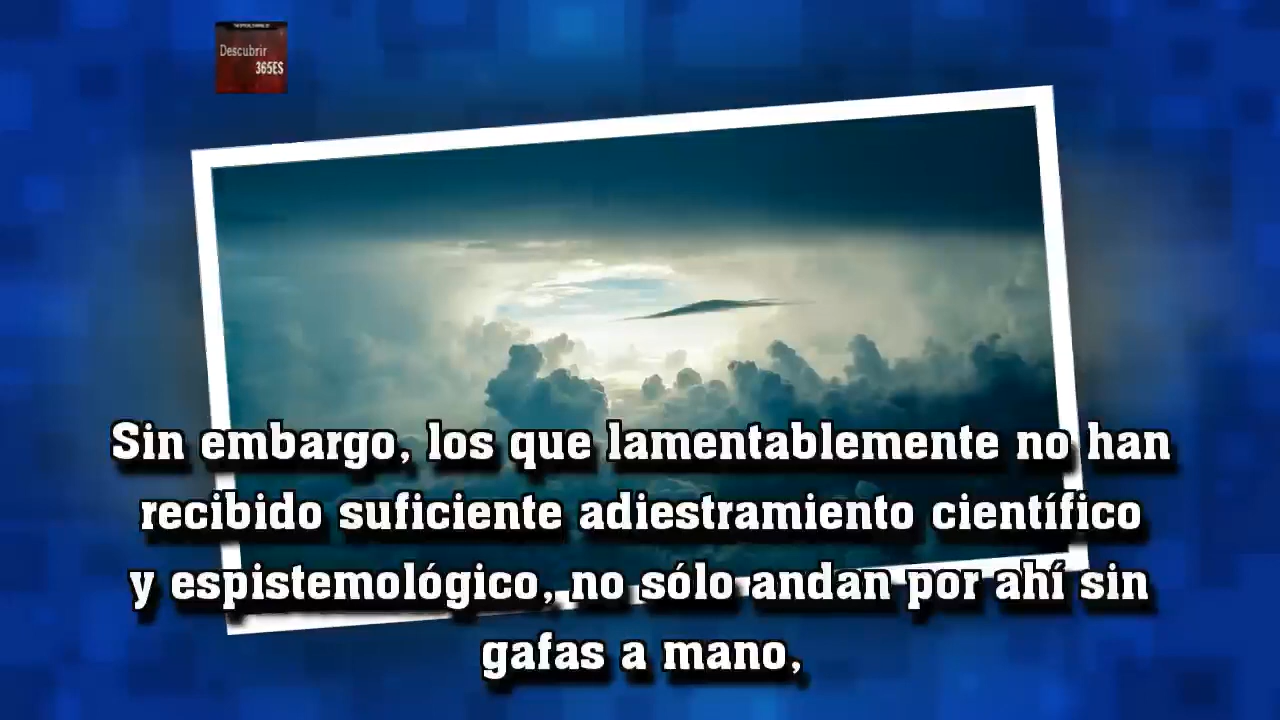 Descubrir
365ES
Sin embargo, los que lamentablemente no han
recibido suficiente adiestramiento científico
y espistemológico, no sólo andan por ahí sin
gafas a mano,